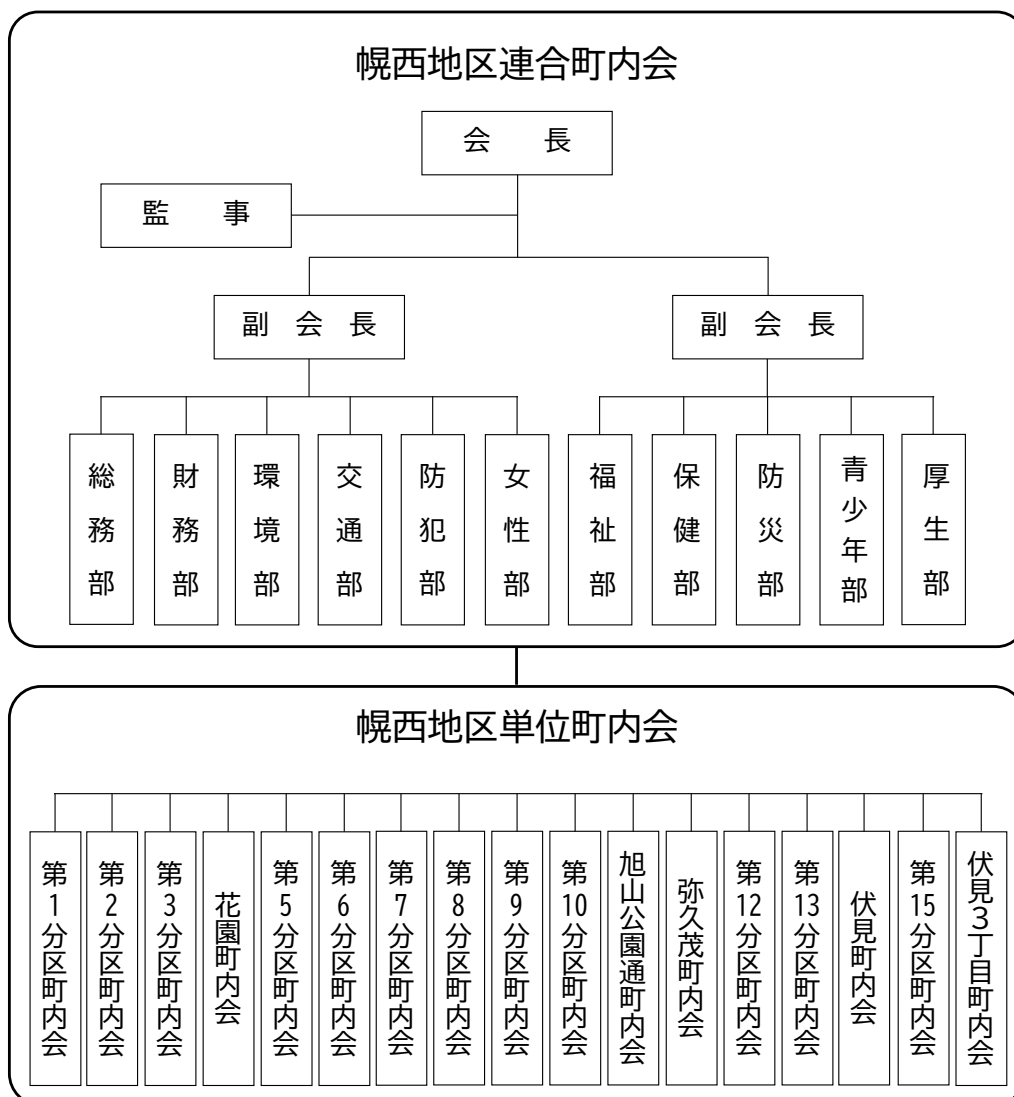 幌西地区連合町内会
会　長
監　事
副会長
副会長
総務部
財務部
環境部
交通部
防犯部
女性部
福祉部
保健部
防災部
青少年部
厚生部
幌西地区単位町内会
第1分区町内会
第2分区町内会
第3分区町内会
花園町内会
第5分区町内会
第6分区町内会
第7分区町内会
第8分区町内会
第9分区町内会
第10分区町内会
旭山公園通町内会
弥久茂町内会
第12分区町内会
第13分区町内会
伏見町内会
第15分区町内会
伏見3丁目町内会